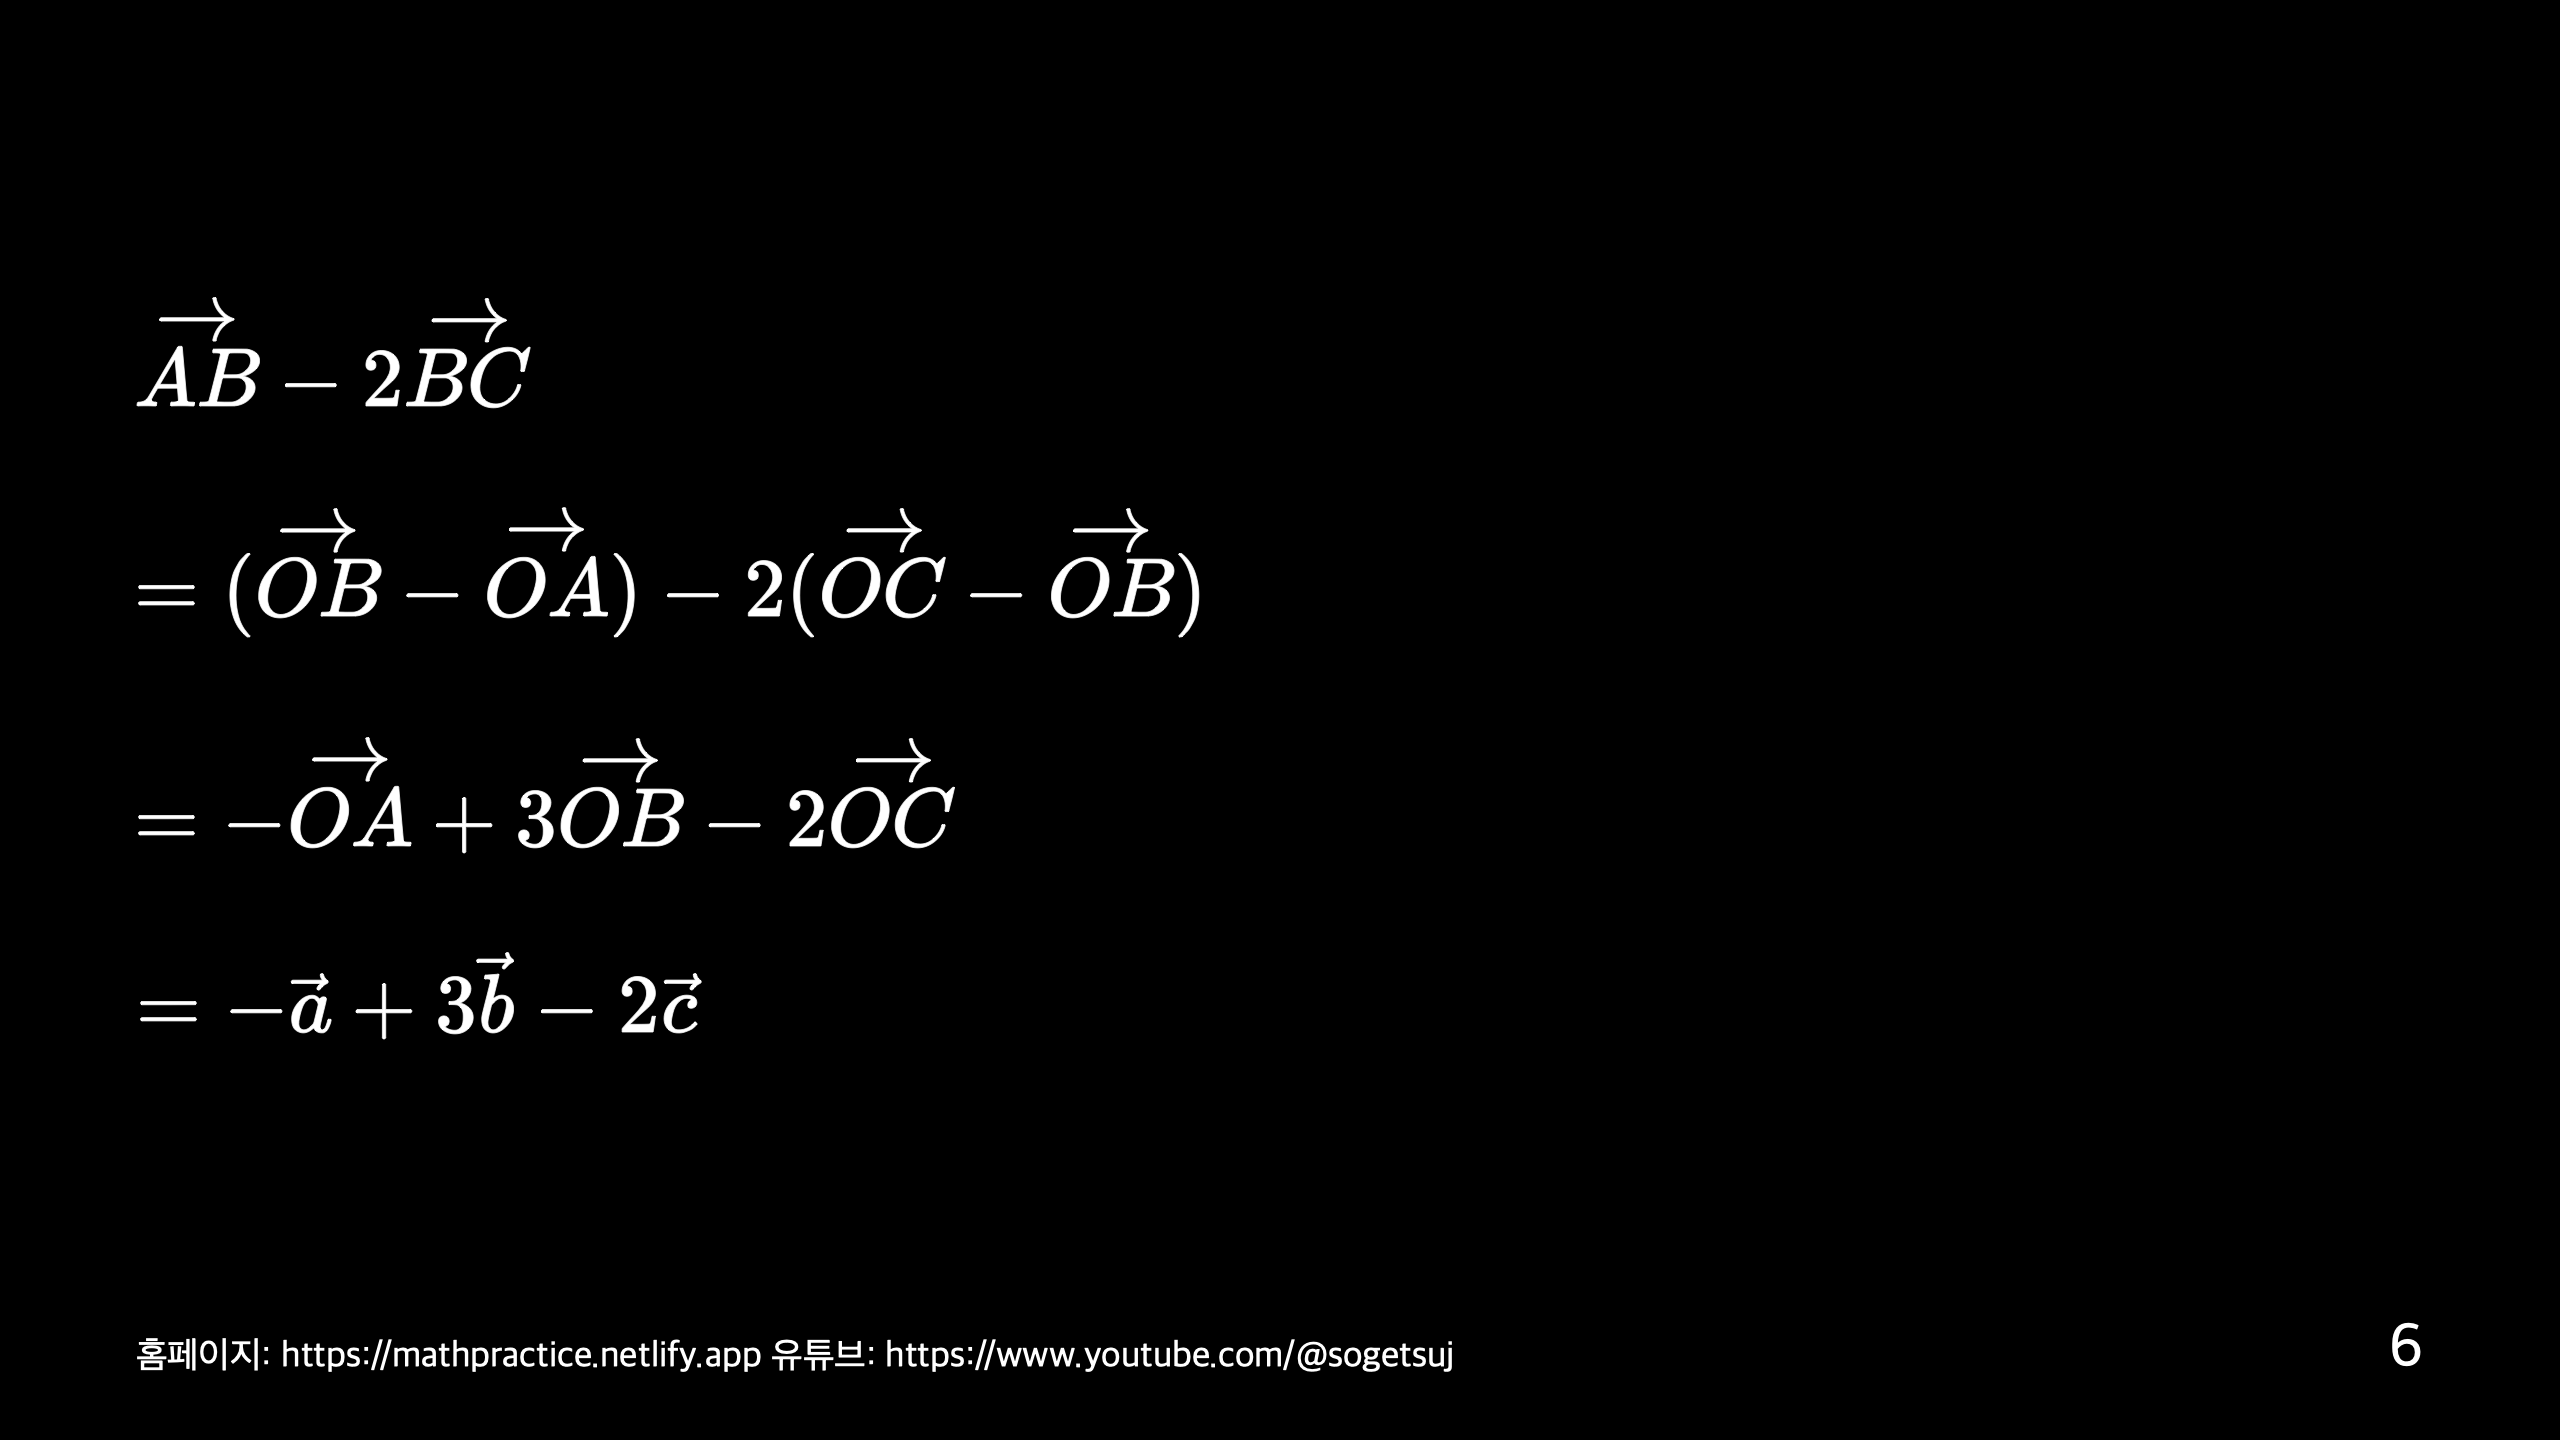 $\overrightarrow{AB} - 2\overrightarrow{BC}$
$= (\overrightarrow{OB} - \overrightarrow{OA}) - 2(\overrightarrow{OC} - \overrightarrow{OB})$
$= -\overrightarrow{OA} + 3\overrightarrow{OB} - 2\overrightarrow{OC}$
$= -\vec{a} + 3\vec{b} - 2\vec{c}$
홈페이지: https://mathpractice.netlify.app 유튜브: https://www.youtube.com/@sogetsuj
6